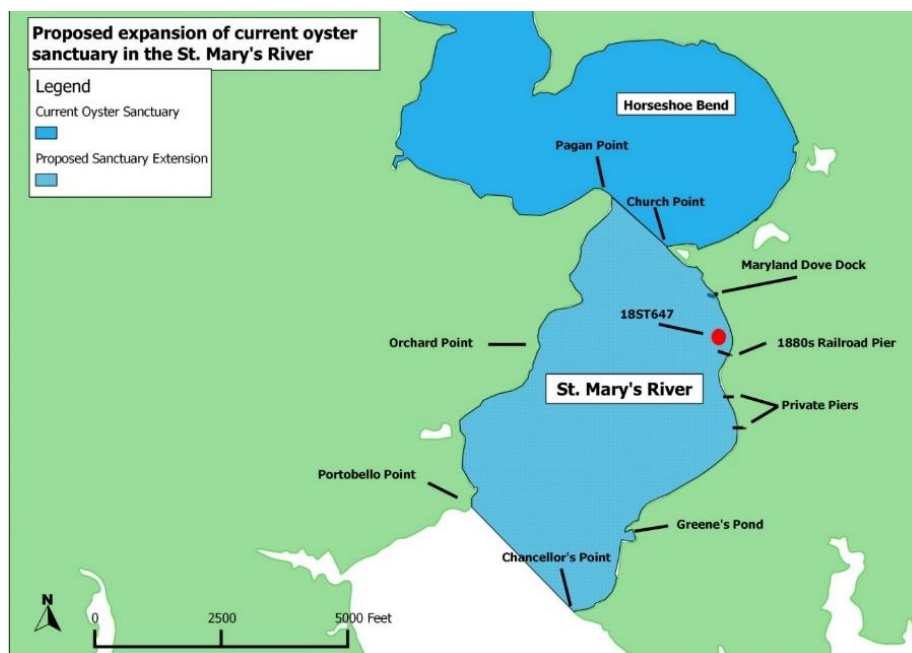 Proposed expansion of current oyster
sanctuary in the St. Mary's River
Legend
Current Oyster Sanctuary
Proposed Sanctuary Extension
Horseshoe Bend
Pagan Point
Church Point
Maryland Dove Dock
18ST647
Orchard Point
1880s Railroad Pier
St. Mary's River
Private Piers
Portobello Point
Greene's Pond
Chancellor's Point
N
0 2500 5000 Feet